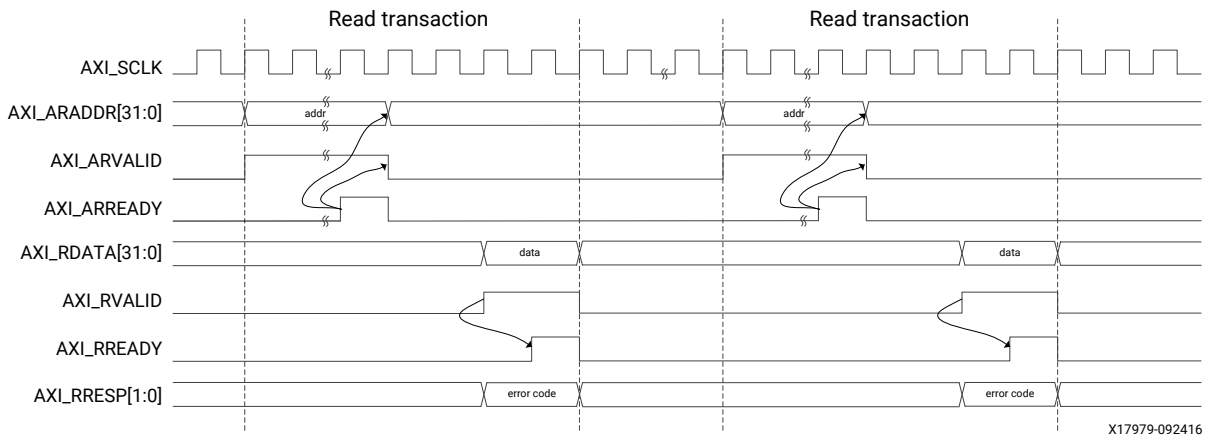 Read transaction Read transaction
AXI_SCLK
AXI_ARADDR[31:0] addr addr
AXI_ARVALID
AXI_ARREADY
AXI_RDATA[31:0] data data
AXI_RVALID
AXI_RREADY
AXI_RRESP[1:0] error code error code
X17979-092416